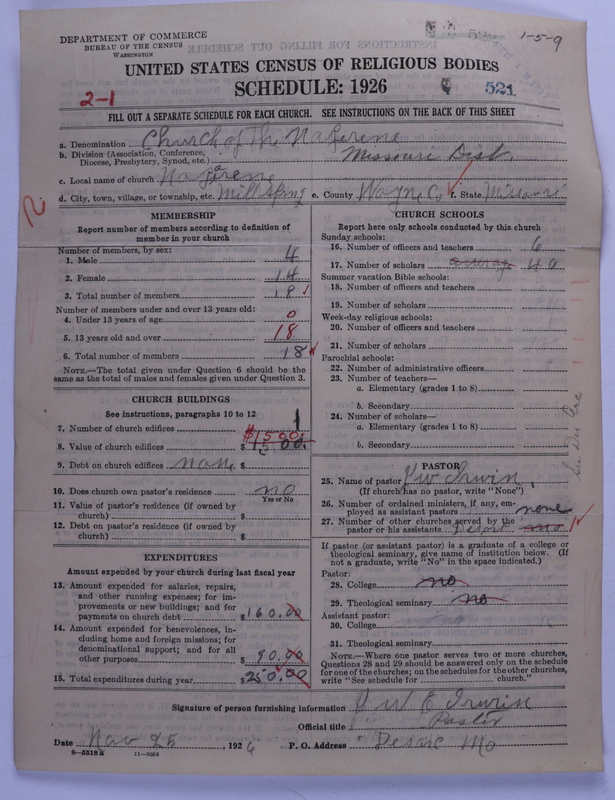 DEPARTMENT OF COMMERCE
BUREAU OF THE CENSUS
WASHINGTON
1-5-9
UNITED STATES CENSUS OF RELIGIOUS BODIES
SCHEDULE: 1926
2-1
521
FILL OUT A SEPARATE SCHEDULE FOR EACH CHURCH. SEE INSTRUCTIONS ON THE BACK OF THIS SHEET
a. Denomination Church of the Nazerene
b. Division (Association, Conference, Diocese, Presbytery, Synod, etc.) Missouri Dist.
c. Local name of church Nazarene
d. City, town, village, or township, etc. Mill Spring e. County Wayne Co. f. State Missouri
MEMBERSHIP
Report number of members according to definition of
member in your church
Number of members, by sex:
1. Male 4
2. Female 14
3. Total number of members 18
Number of members under and over 13 years old:
4. Under 13 years of age 0
5. 13 years old and over 18
6. Total number of members 18
NOTE.—The total given under Question 6 should be the
same as the total of males and females given under Question 3.
CHURCH BUILDINGS
See instructions, paragraphs 10 to 12
7. Number of church edifices 1
$1500
8. Value of church edifices $
9. Debt on church edifices none $
10. Does church own pastor's residence no
Yes or No
11. Value of pastor's residence (if owned by
church) $
12. Debt on pastor's residence (if owned by
church) $
EXPENDITURES
Amount expended by your church during last fiscal year
13. Amount expended for salaries, repairs,
and other running expenses; for im-
provements or new buildings; and for
payments on church debt $160.00
14. Amount expended for benevolences, in-
cluding home and foreign missions; for
denominational support; and for all
other purposes $90.00
15. Total expenditures during year $250.00
CHURCH SCHOOLS
Report here only schools conducted by this church
Sunday schools:
16. Number of officers and teachers 6
17. Number of scholars average 40
Summer vacation Bible schools:
18. Number of officers and teachers
19. Number of scholars
Week-day religious schools:
20. Number of officers and teachers
21. Number of scholars
Parochial schools:
22. Number of administrative officers
23. Number of teachers—
a. Elementary (grades 1 to 8)
b. Secondary
24. Number of scholars—
a. Elementary (grades 1 to 8)
b. Secondary
PASTOR
25. Name of pastor J W Irwin
(If church has no pastor, write "None")
26. Number of ordained ministers, if any, em-
ployed as assistant pastors none
27. Number of other churches served by the
pastor or his assistants no 1
If pastor (or assistant pastor) is a graduate of a college or
theological seminary, give name of institution below. (If
not a graduate, write "No" in the space indicated.)
Pastor:
28. College no
29. Theological seminary no
Assistant pastor:
30. College
31. Theological seminary
NOTE.—Where one pastor serves two or more churches,
Questions 28 and 29 should be answered only on the schedule
for one of the churches; on the schedules for the other churches,
write "See schedule for church."
Signature of person furnishing information J W E Irwin
Official title Pastor
Date Nov 25, 1926 P. O. Address Desarc Mo
8-5318 A 11-9064